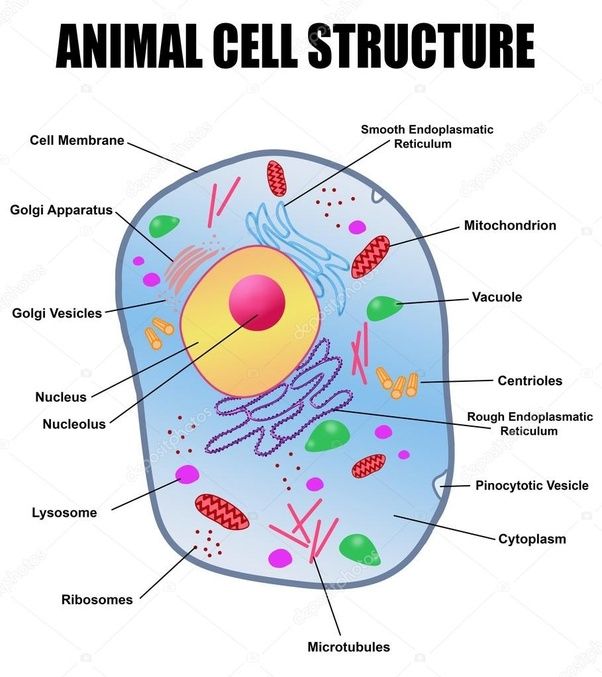 ANIMAL CELL STRUCTURE
Smooth Endoplasmatic
Reticulum
Cell Membrane
Golgi Apparatus
Mitochondrion
Vacuole
Golgi Vesicles
Centrioles
Nucleus
Rough Endoplasmatic
Reticulum
Nucleolus
Pinocytotic Vesicle
Lysosome
Cytoplasm
Ribosomes
Microtubules
depositphotos